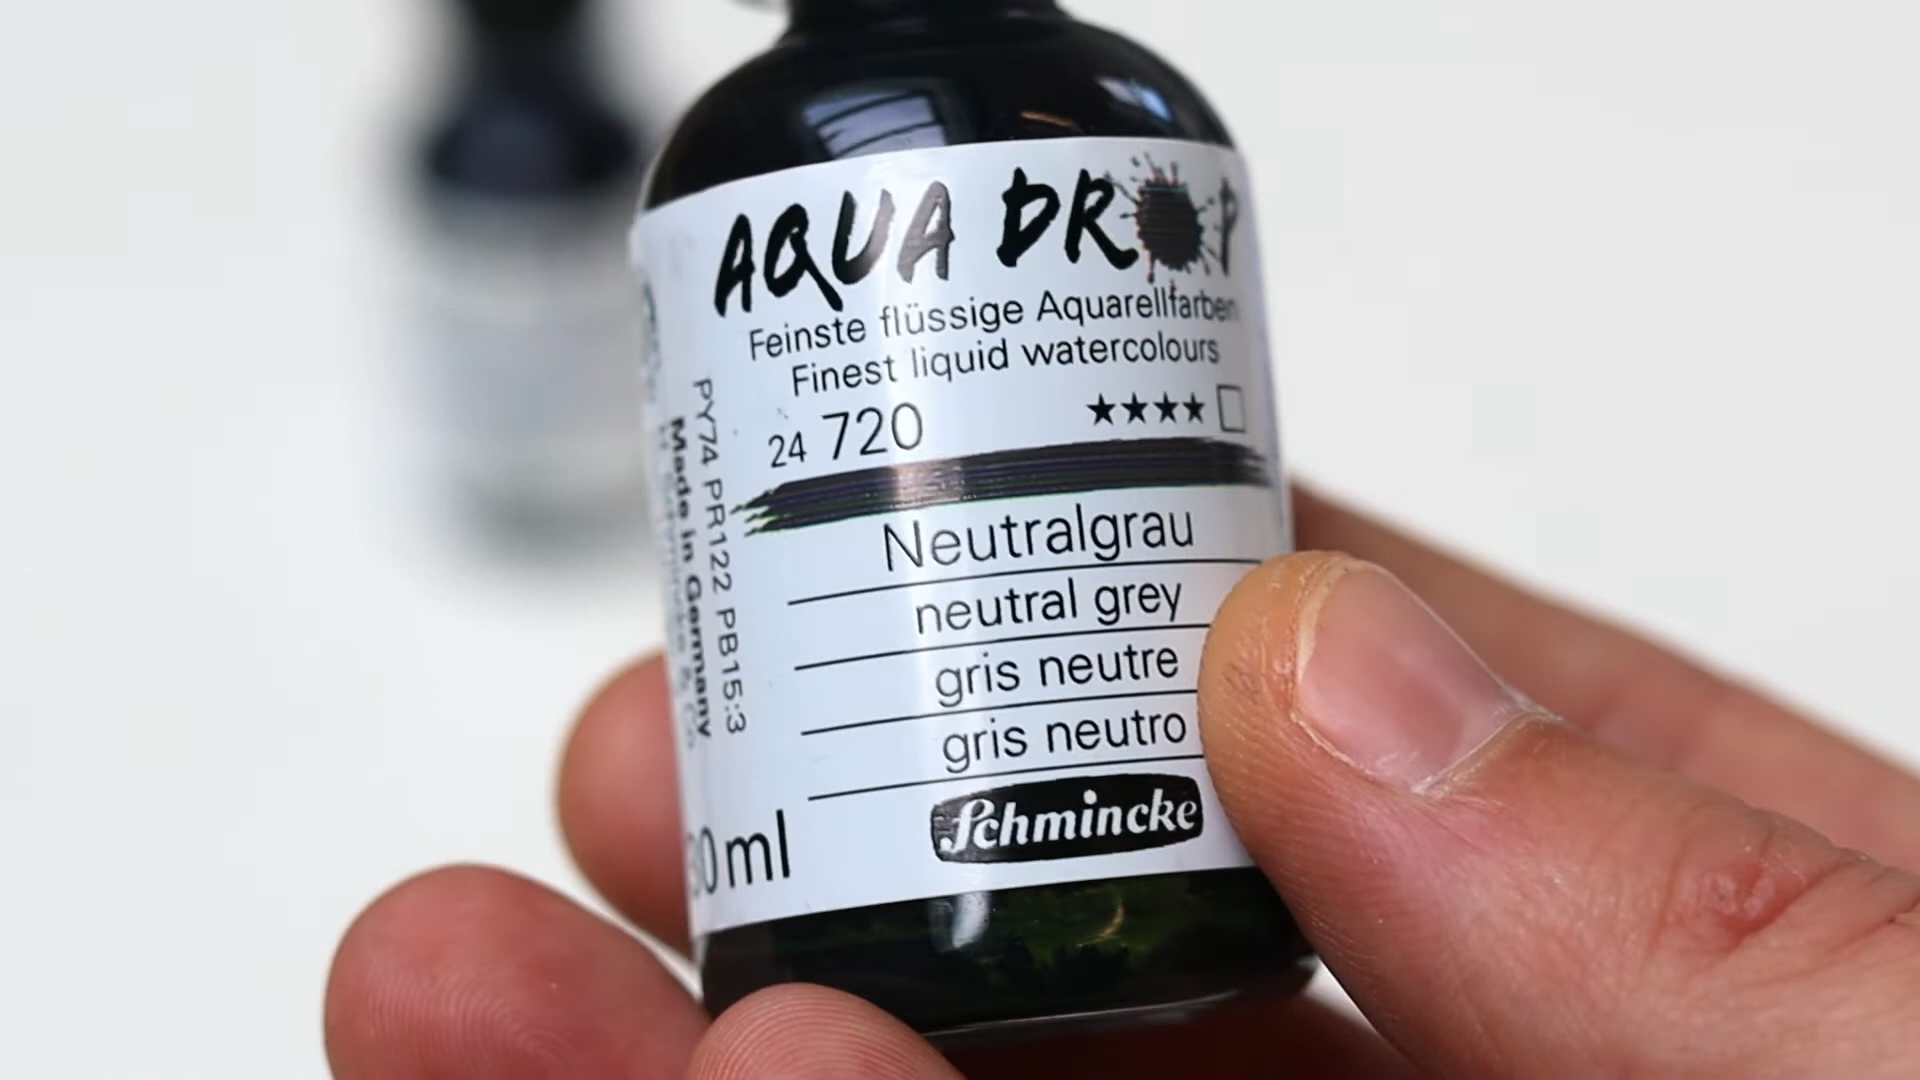 AQUA DROP
Feinste flüssige Aquarellfarben
Finest liquid watercolours
24 720 ★★★★
Neutralgrau
neutral grey
gris neutre
gris neutro
Schmincke
ml
PY74 PR122 PB15:3
Made in Germany